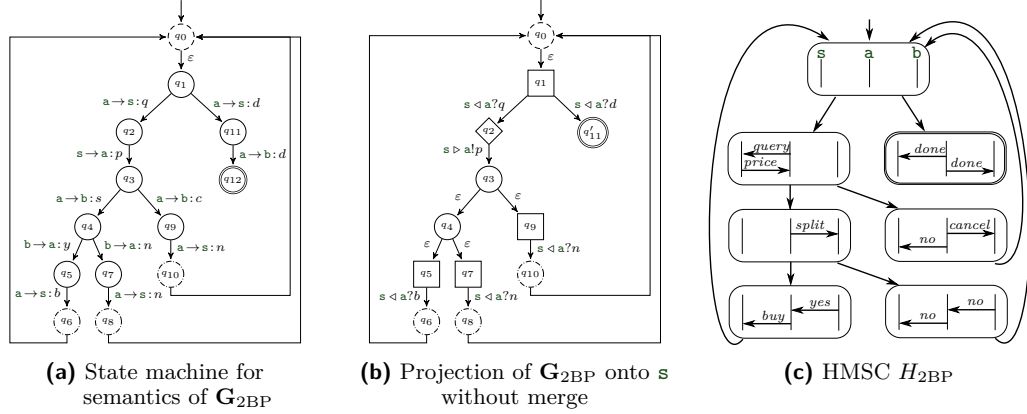 q0
ε
q1
a→s:q
a→s:d
q2
q11
s→a:p
a→b:d
q3
q12
a→b:s
a→b:c
q4
q9
b→a:y
b→a:n
a→s:n
q5
q7
q10
a→s:b
a→s:n
q6
q8
(a) State machine for
semantics of G2BP
q0
ε
q1
s◁a?q
s◁a?d
q2
q′11
s▷a!p
q3
ε
ε
q4
q9
ε
ε
s◁a?n
q5
q7
q10
s◁a?b
s◁a?n
q6
q8
(b) Projection of G2BP onto s
without merge
s a b
query
price
done
done
split
cancel
no
yes
buy
no
no
(c) HMSC H2BP